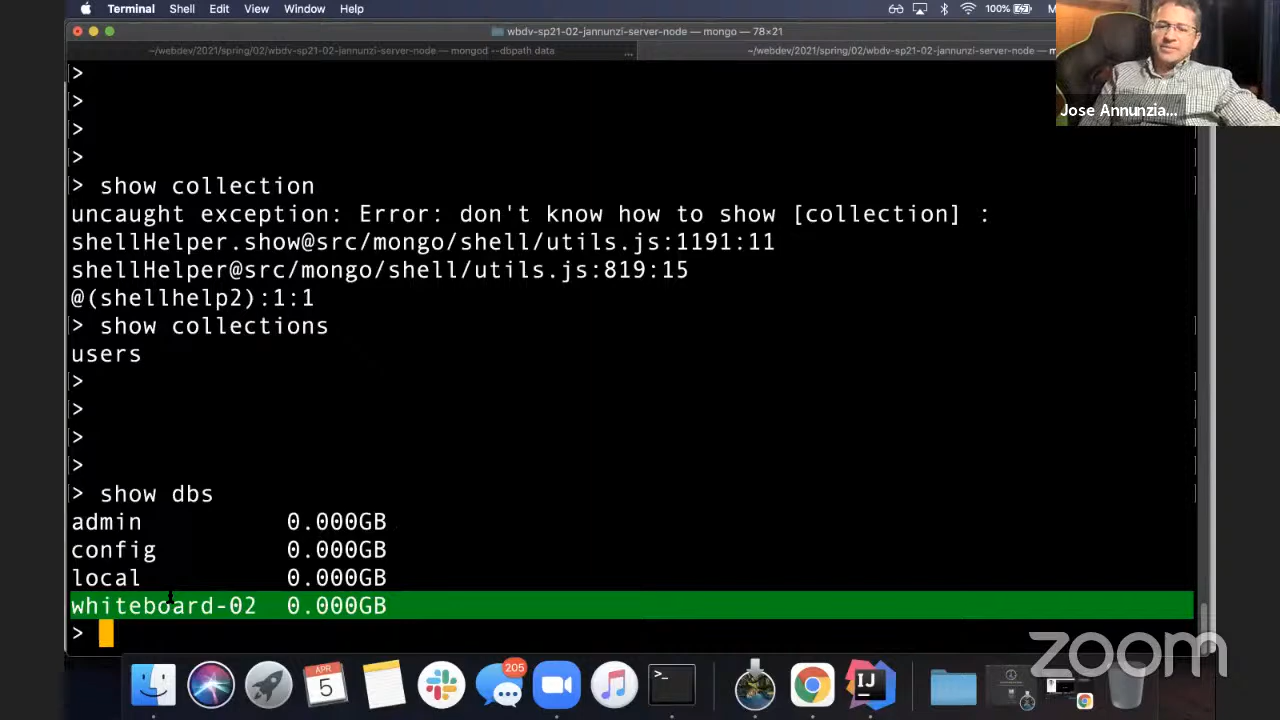 Terminal Shell Edit View Window Help
100%
wbdv-sp21-02-jannunzi-server-node — mongo — 78×21
~/webdev/2021/spring/02/wbdv-sp21-02-jannunzi-server-node — mongod --dbpath data
...
~/webdev/2021/spring/02/wbdv-sp21-02-jannunzi-server-node — m
Jose Annunzia...
>
>
>
>
> show collection
uncaught exception: Error: don't know how to show [collection] :
shellHelper.show@src/mongo/shell/utils.js:1191:11
shellHelper@src/mongo/shell/utils.js:819:15
@(shellhelp2):1:1
> show collections
users
>
>
>
>
> show dbs
admin 0.000GB
config 0.000GB
local 0.000GB
whiteboard-02 0.000GB
>
zoom
APR
5
205
>_
IJ